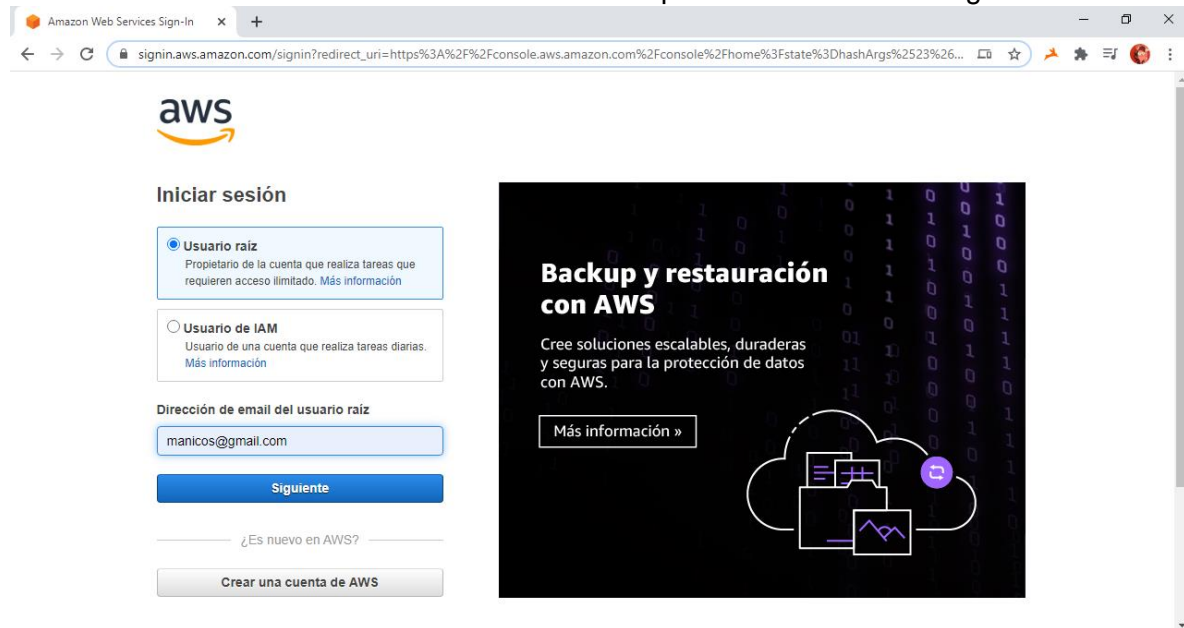 Amazon Web Services Sign-In
signin.aws.amazon.com/signin?redirect_uri=https%3A%2F%2Fconsole.aws.amazon.com%2Fconsole%2Fhome%3Fstate%3DhashArgs%2523%26...
aws
Iniciar sesión
Usuario raíz
Propietario de la cuenta que realiza tareas que
requieren acceso ilimitado. Más información
Usuario de IAM
Usuario de una cuenta que realiza tareas diarias.
Más información
Dirección de email del usuario raíz
manicos@gmail.com
Siguiente
¿Es nuevo en AWS?
Crear una cuenta de AWS
Backup y restauración
con AWS
Cree soluciones escalables, duraderas
y seguras para la protección de datos
con AWS.
Más información »